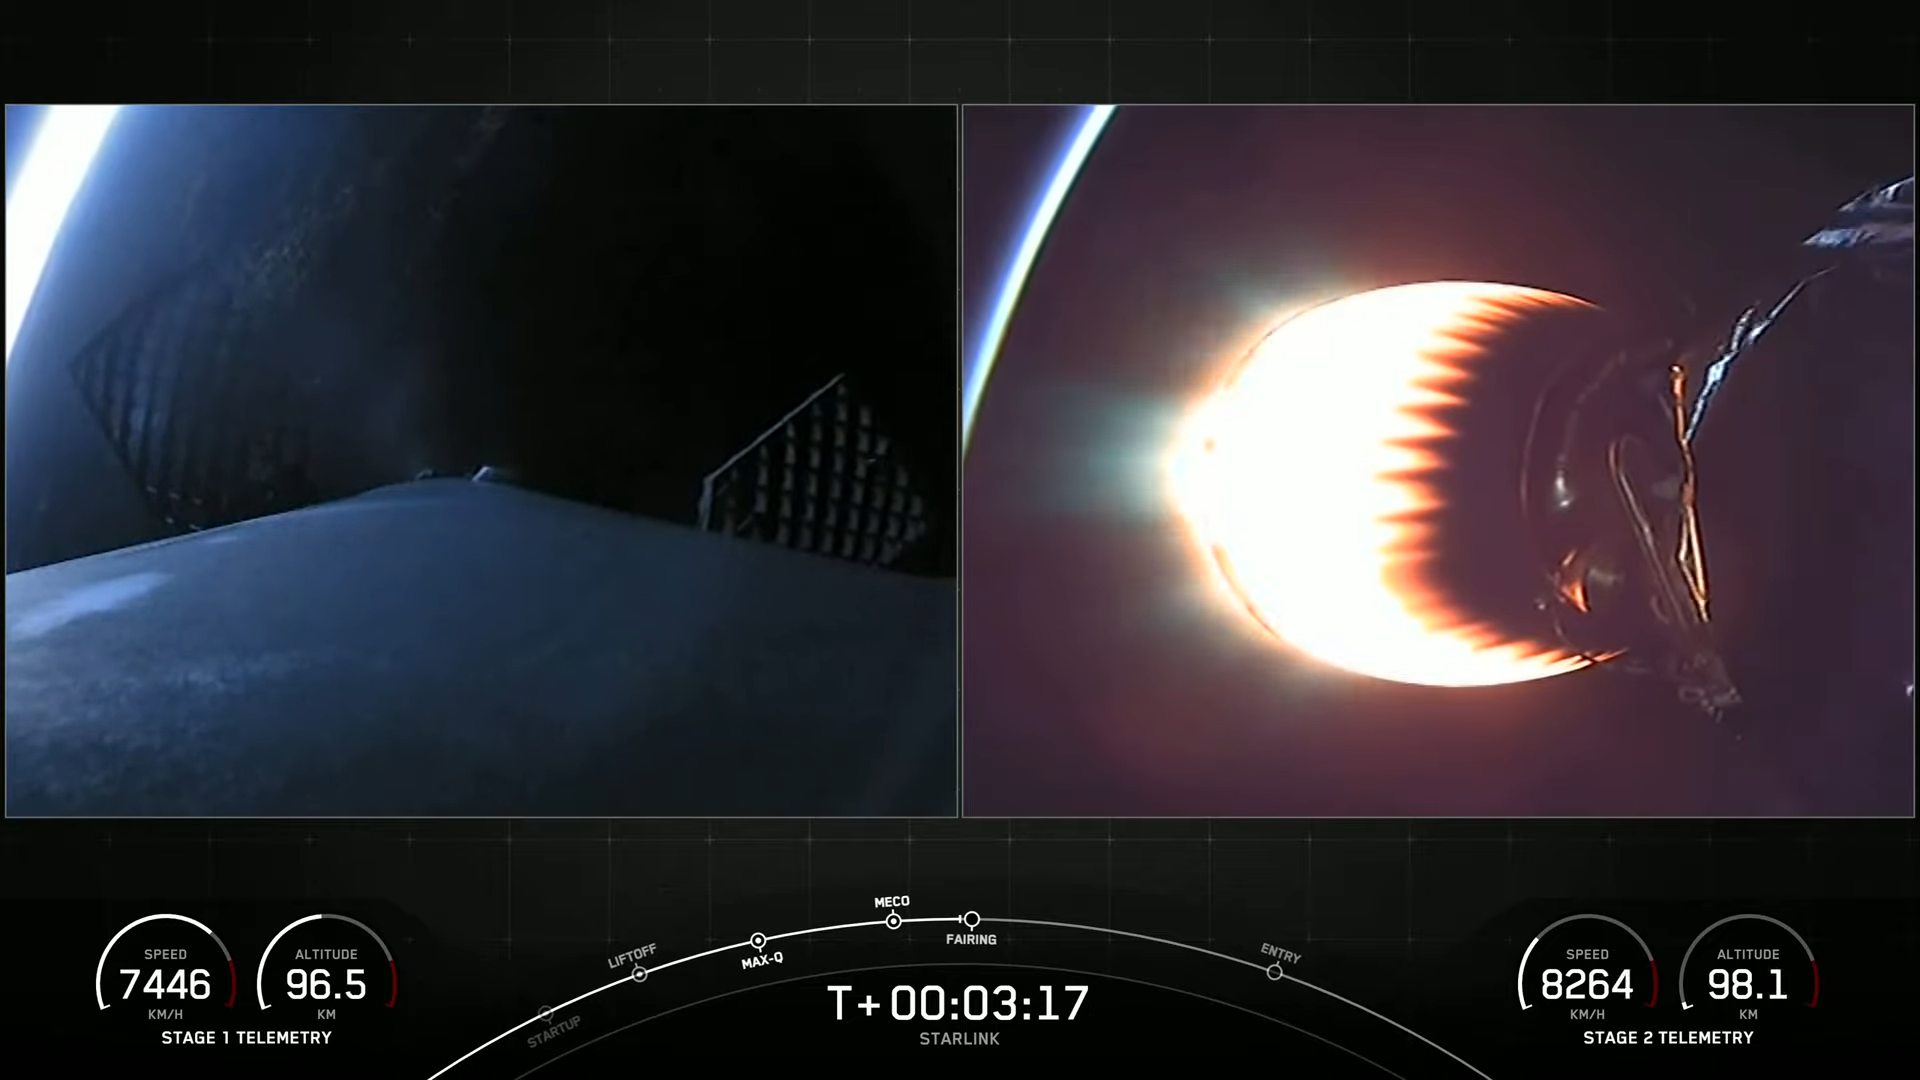 MECO
FAIRING
LIFTOFF
MAX-Q
ENTRY
STARTUP
SPEED
7446
KM/H
ALTITUDE
96.5
KM
STAGE 1 TELEMETRY
T+00:03:17
STARLINK
SPEED
8264
KM/H
ALTITUDE
98.1
KM
STAGE 2 TELEMETRY